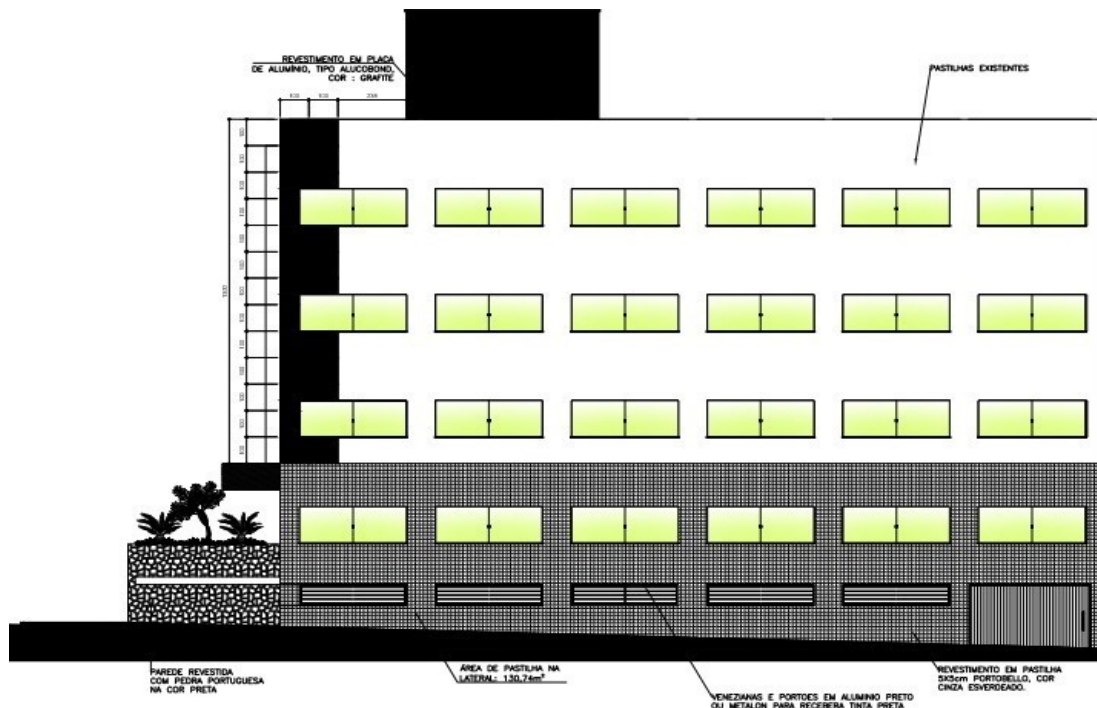 REVESTIMENTO EM PLACA
DE ALUMÍNIO, TIPO ALUCOBOND,
COR : GRAFITE
PASTILHAS EXISTENTES
PAREDE REVESTIDA
COM PEDRA PORTUGUESA
NA COR PRETA
ÁREA DE PASTILHA NA
LATERAL: 130,74m²
VENEZIANAS E PORTOES EM ALUMINIO PRETO
OU METALON PARA RECEBERA TINTA PRETA
REVESTIMENTO EM PASTILHA
5X5cm PORTOBELLO, COR
CINZA ESVERDEADO.